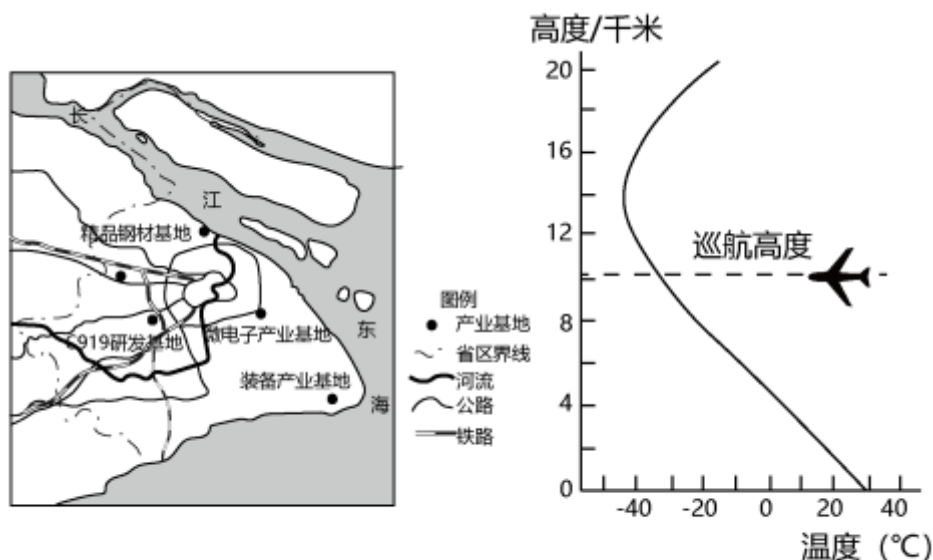 长
江
东
海
精品钢材基地
C919研发基地
微电子产业基地
装备产业基地
图例
产业基地
省区界线
河流
公路
铁路
高度/千米
20
16
12
8
4
0
巡航高度
-40
-20
0
20
40
温度（℃）